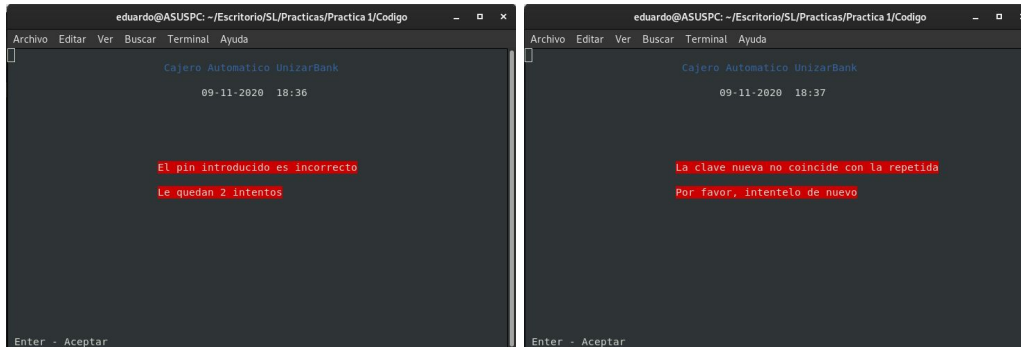 eduardo@ASUSPC: ~/Escritorio/SL/Practicas/Practica 1/Codigo
Archivo Editar Ver Buscar Terminal Ayuda
Cajero Automatico UnizarBank
09-11-2020 18:36
El pin introducido es incorrecto
Le quedan 2 intentos
Enter - Aceptar
eduardo@ASUSPC: ~/Escritorio/SL/Practicas/Practica 1/Codigo
Archivo Editar Ver Buscar Terminal Ayuda
Cajero Automatico UnizarBank
09-11-2020 18:37
La clave nueva no coincide con la repetida
Por favor, intentelo de nuevo
Enter - Aceptar